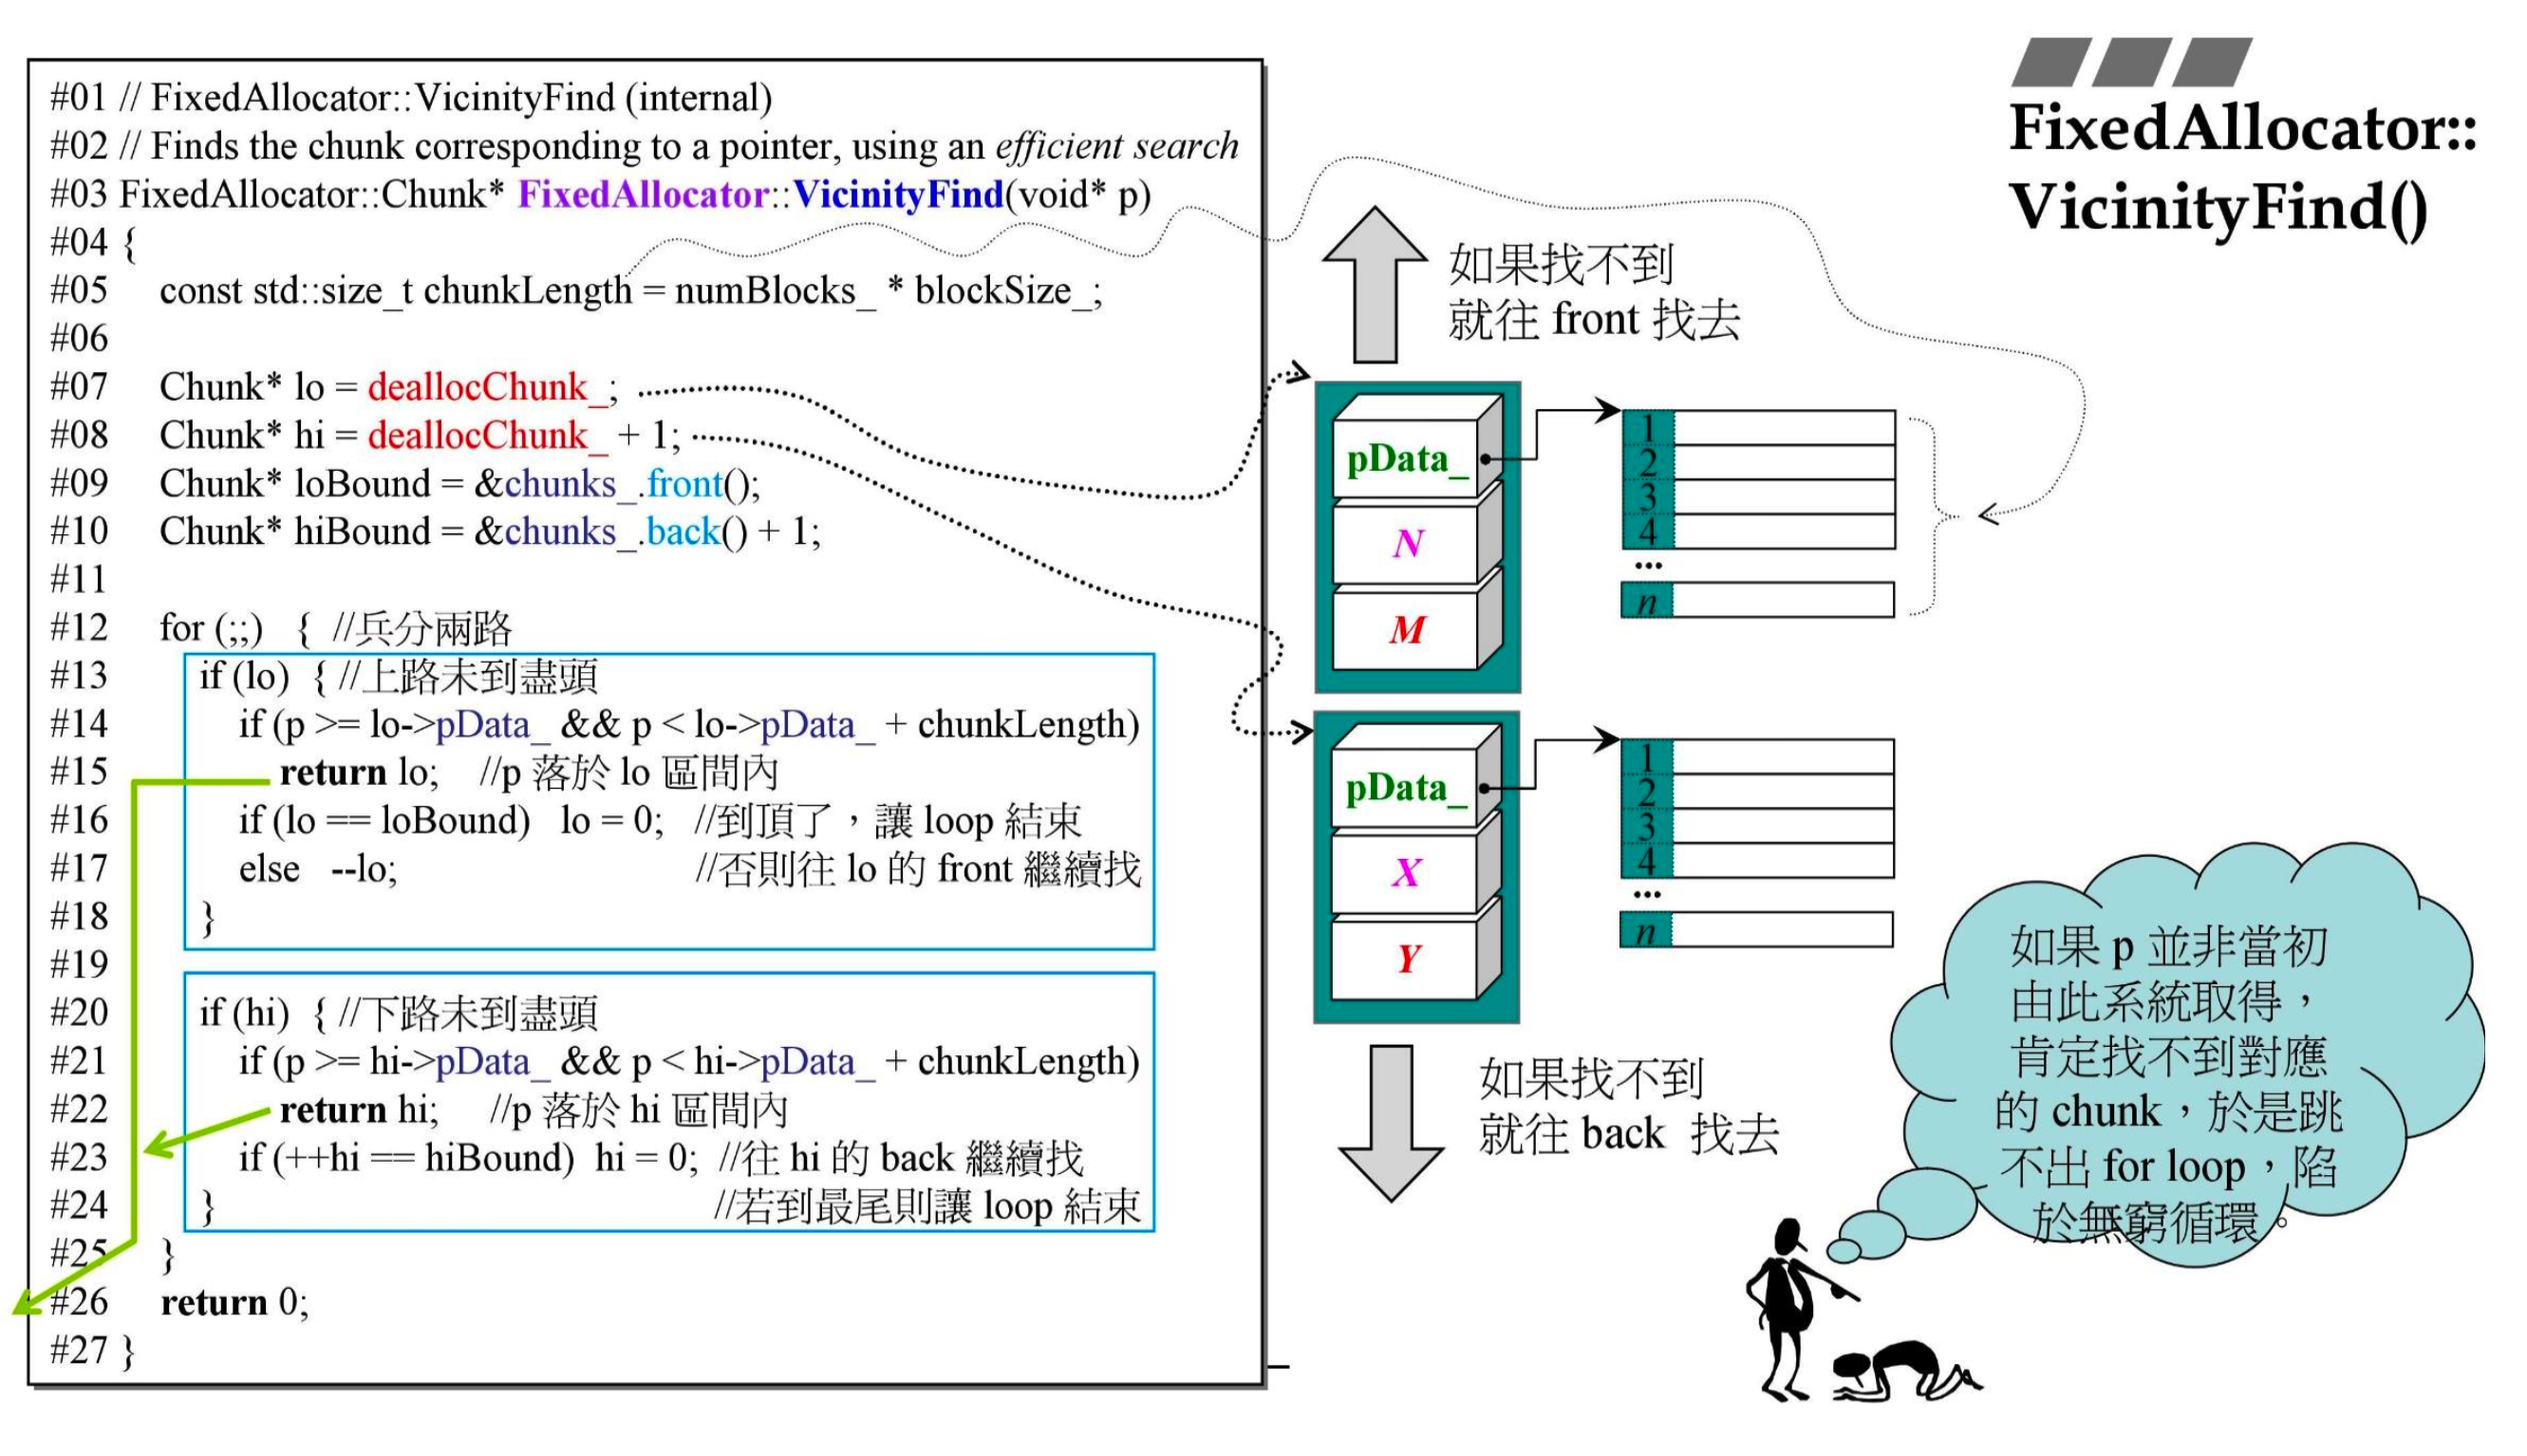 #01 // FixedAllocator::VicinityFind (internal)
#02 // Finds the chunk corresponding to a pointer, using an efficient search
#03 FixedAllocator::Chunk* FixedAllocator::VicinityFind(void* p)
#04 {
#05 const std::size_t chunkLength = numBlocks_ * blockSize_;
#06
#07 Chunk* lo = deallocChunk_;
#08 Chunk* hi = deallocChunk_ + 1;
#09 Chunk* loBound = &chunks_.front();
#10 Chunk* hiBound = &chunks_.back() + 1;
#11
#12 for (;;) { //兵分兩路
#13 if (lo) { //上路未到盡頭
#14 if (p >= lo->pData_ && p < lo->pData_ + chunkLength)
#15 return lo; //p 落於 lo 區間內
#16 if (lo == loBound) lo = 0; //到頂了，讓 loop 結束
#17 else --lo; //否則往 lo 的 front 繼續找
#18 }
#19
#20 if (hi) { //下路未到盡頭
#21 if (p >= hi->pData_ && p < hi->pData_ + chunkLength)
#22 return hi; //p 落於 hi 區間內
#23 if (++hi == hiBound) hi = 0; //往 hi 的 back 繼續找
#24 } //若到最尾則讓 loop 結束
#25 }
#26 return 0;
#27 }
FixedAllocator::
VicinityFind()
如果找不到
就往 front 找去
pData_
N
M
1
2
3
4
...
n
pData_
X
Y
1
2
3
4
...
n
如果找不到
就往 back 找去
如果 p 並非當初
由此系統取得，
肯定找不到對應
的 chunk，於是跳
不出 for loop，陷
於無窮循環。